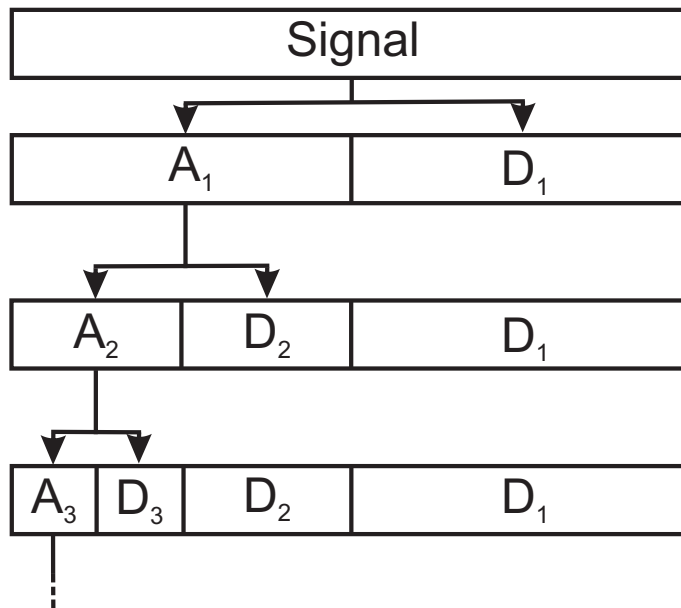 Signal
A₁ D₁
A₂ D₂ D₁
A₃ D₃ D₂ D₁